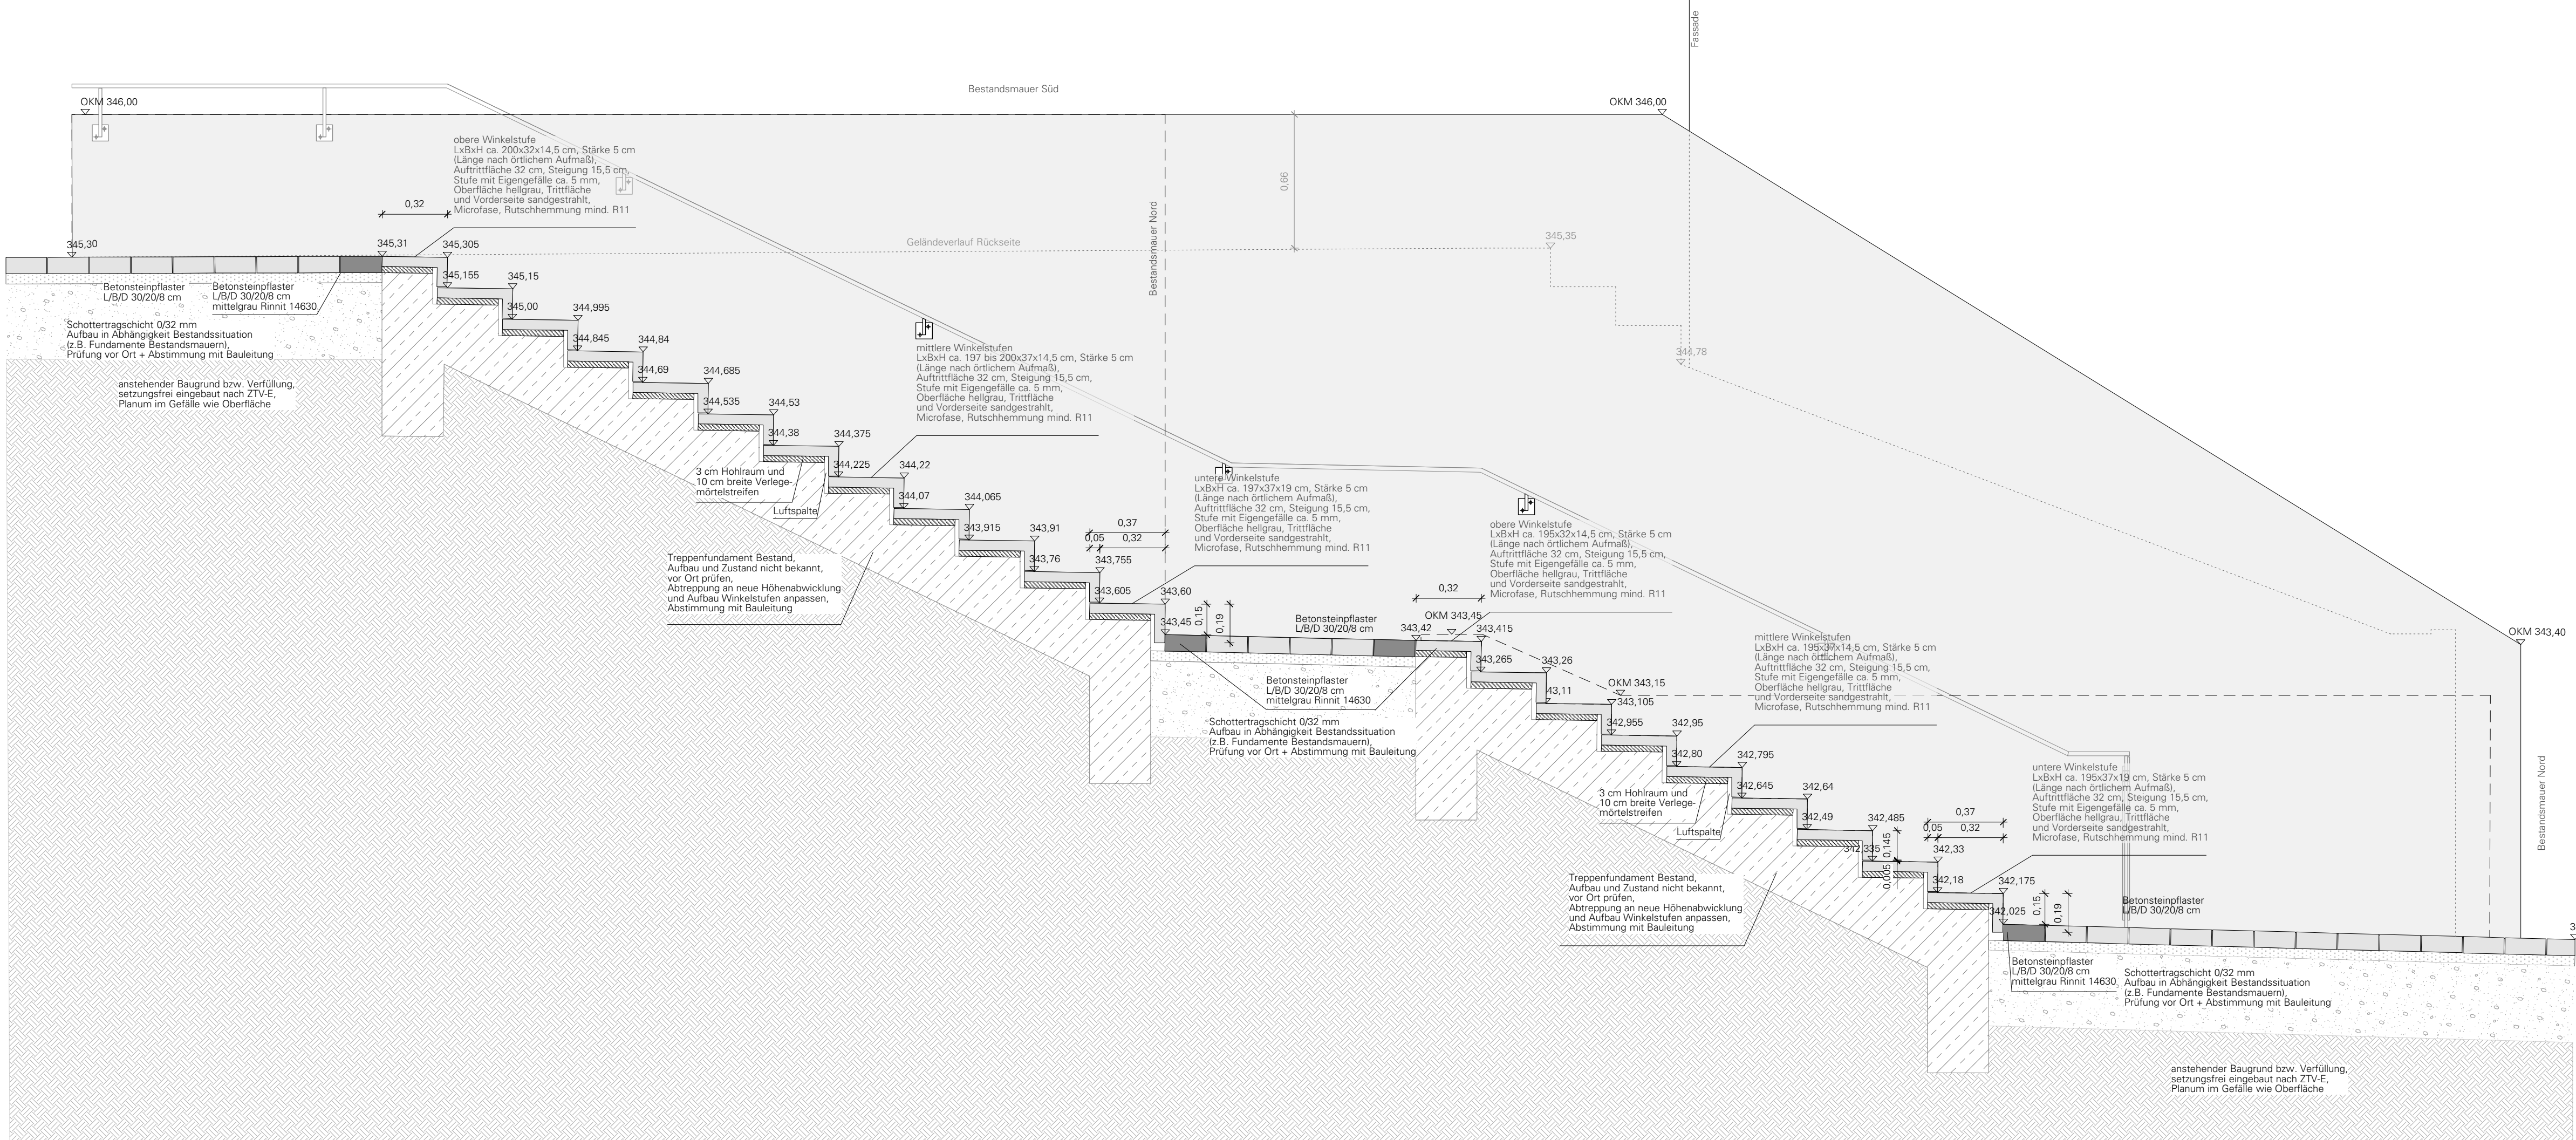 Fassade
Bestandsmauer Süd
OKM 346,00
OKM 346,00
obere Winkelstufe
LxBxH ca. 200x32x14,5 cm, Stärke 5 cm
(Länge nach örtlichem Aufmaß),
Auftrittfläche 32 cm, Steigung 15,5 cm,
Stufe mit Eigengefälle ca. 5 mm,
Oberfläche hellgrau, Trittfläche
und Vorderseite sandgestrahlt,
Microfase, Rutschhemmung mind. R11
0,32
0,66
Bestandsmauer Nord
Geländeverlauf Rückseite
345,35
344,78
345,30
345,31
345,305
345,155
345,15
345,00
344,995
344,845
344,84
344,69
344,685
344,535
344,53
344,38
344,375
344,225
344,22
344,07
344,065
343,915
343,91
343,76
343,755
343,605
343,60
343,45
Betonsteinpflaster
L/B/D 30/20/8 cm
Betonsteinpflaster
L/B/D 30/20/8 cm
mittelgrau Rinnit 14630
Schottertragschicht 0/32 mm
Aufbau in Abhängigkeit Bestandssituation
(z.B. Fundamente Bestandsmauern),
Prüfung vor Ort + Abstimmung mit Bauleitung
anstehender Baugrund bzw. Verfüllung,
setzungsfrei eingebaut nach ZTV-E,
Planum im Gefälle wie Oberfläche
mittlere Winkelstufen
LxBxH ca. 197 bis 200x37x14,5 cm, Stärke 5 cm
(Länge nach örtlichem Aufmaß),
Auftrittfläche 32 cm, Steigung 15,5 cm,
Stufe mit Eigengefälle ca. 5 mm,
Oberfläche hellgrau, Trittfläche
und Vorderseite sandgestrahlt,
Microfase, Rutschhemmung mind. R11
3 cm Hohlraum und
10 cm breite Verlege-
mörtelstreifen
Luftspalte
Treppenfundament Bestand,
Aufbau und Zustand nicht bekannt,
vor Ort prüfen,
Abtreppung an neue Höhenabwicklung
und Aufbau Winkelstufen anpassen,
Abstimmung mit Bauleitung
0,37
0,05
0,32
untere Winkelstufe
LxBxH ca. 197x37x19 cm, Stärke 5 cm
(Länge nach örtlichem Aufmaß),
Auftrittfläche 32 cm, Steigung 15,5 cm,
Stufe mit Eigengefälle ca. 5 mm,
Oberfläche hellgrau, Trittfläche
und Vorderseite sandgestrahlt,
Microfase, Rutschhemmung mind. R11
0,15
0,19
Betonsteinpflaster
L/B/D 30/20/8 cm
Betonsteinpflaster
L/B/D 30/20/8 cm
mittelgrau Rinnit 14630
Schottertragschicht 0/32 mm
Aufbau in Abhängigkeit Bestandssituation
(z.B. Fundamente Bestandsmauern),
Prüfung vor Ort + Abstimmung mit Bauleitung
obere Winkelstufe
LxBxH ca. 195x32x14,5 cm, Stärke 5 cm
(Länge nach örtlichem Aufmaß),
Auftrittfläche 32 cm, Steigung 15,5 cm,
Stufe mit Eigengefälle ca. 5 mm,
Oberfläche hellgrau, Trittfläche
und Vorderseite sandgestrahlt,
Microfase, Rutschhemmung mind. R11
0,32
OKM 343,45
343,42
343,415
343,265
343,26
43,11
OKM 343,15
343,105
342,955
342,95
342,80
342,795
342,645
342,64
342,49
342,485
342,335
342,33
342,18
342,175
342,025
mittlere Winkelstufen
LxBxH ca. 195x37x14,5 cm, Stärke 5 cm
(Länge nach örtlichem Aufmaß),
Auftrittfläche 32 cm, Steigung 15,5 cm,
Stufe mit Eigengefälle ca. 5 mm,
Oberfläche hellgrau, Trittfläche
und Vorderseite sandgestrahlt,
Microfase, Rutschhemmung mind. R11
3 cm Hohlraum und
10 cm breite Verlege-
mörtelstreifen
Luftspalte
Treppenfundament Bestand,
Aufbau und Zustand nicht bekannt,
vor Ort prüfen,
Abtreppung an neue Höhenabwicklung
und Aufbau Winkelstufen anpassen,
Abstimmung mit Bauleitung
0,145
0,005
0,37
0,05
0,32
untere Winkelstufe
LxBxH ca. 195x37x19 cm, Stärke 5 cm
(Länge nach örtlichem Aufmaß),
Auftrittfläche 32 cm, Steigung 15,5 cm,
Stufe mit Eigengefälle ca. 5 mm,
Oberfläche hellgrau, Trittfläche
und Vorderseite sandgestrahlt,
Microfase, Rutschhemmung mind. R11
0,15
0,19
Betonsteinpflaster
L/B/D 30/20/8 cm
OKM 343,40
Bestandsmauer Nord
3
Betonsteinpflaster
L/B/D 30/20/8 cm
mittelgrau Rinnit 14630
Schottertragschicht 0/32 mm
Aufbau in Abhängigkeit Bestandssituation
(z.B. Fundamente Bestandsmauern),
Prüfung vor Ort + Abstimmung mit Bauleitung
anstehender Baugrund bzw. Verfüllung,
setzungsfrei eingebaut nach ZTV-E,
Planum im Gefälle wie Oberfläche